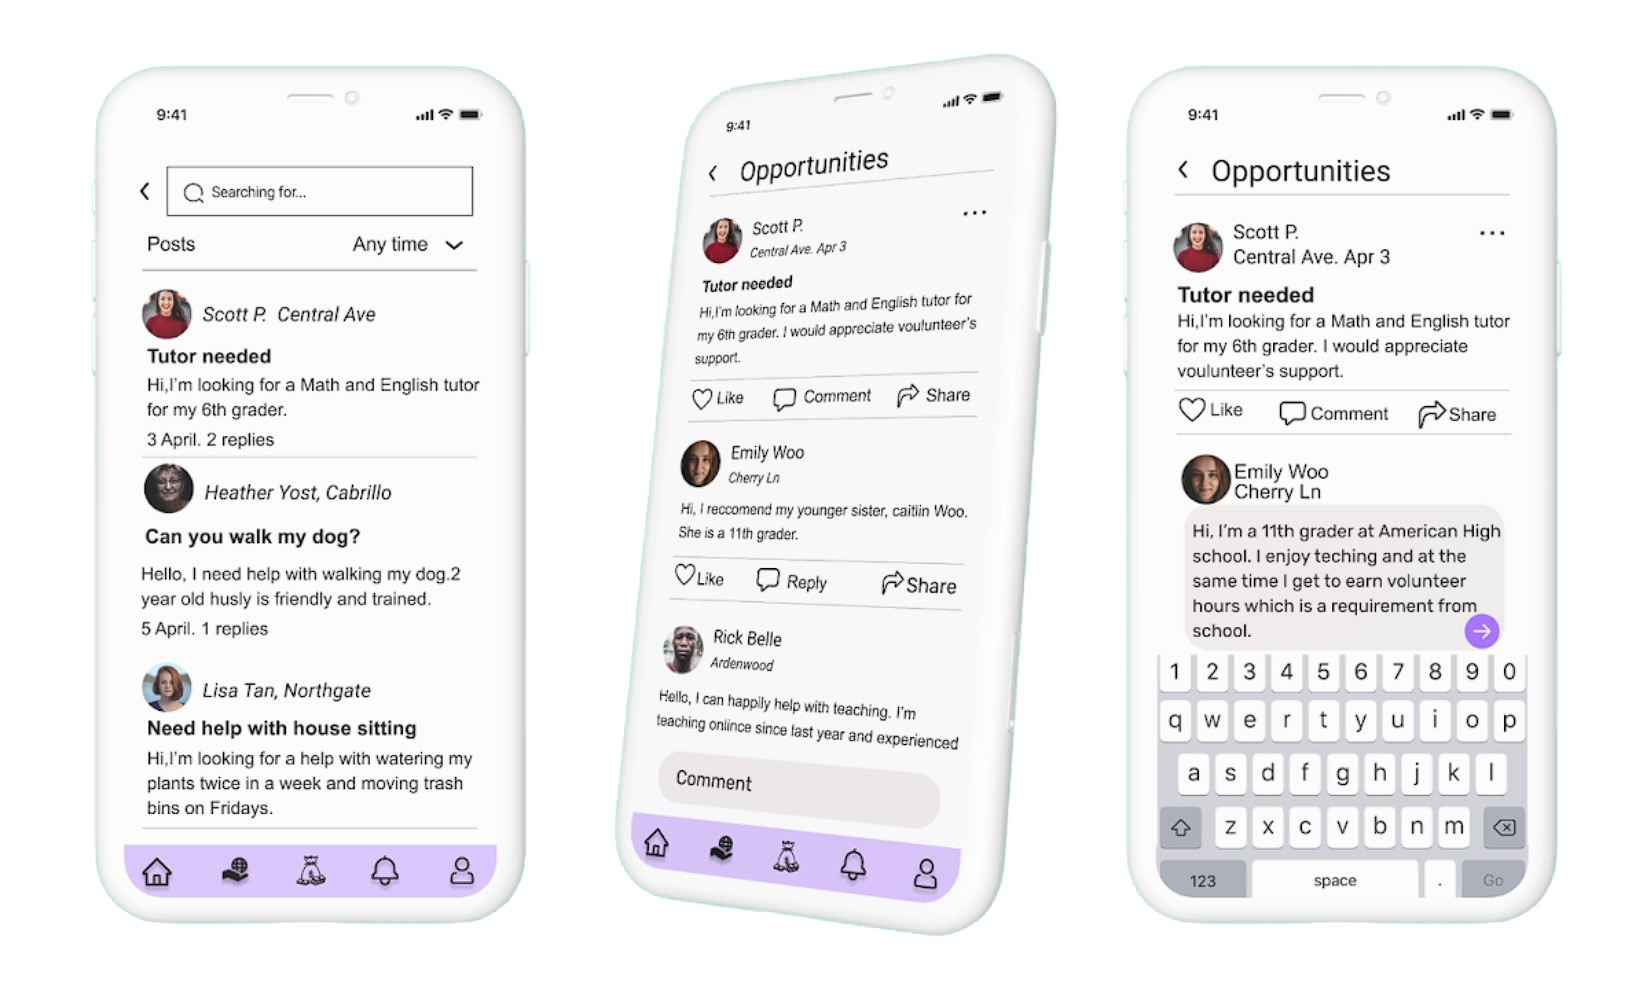 9:41
Searching for...
Posts
Any time
Scott P. Central Ave
Tutor needed
Hi,I'm looking for a Math and English tutor
for my 6th grader.
3 April. 2 replies
Heather Yost, Cabrillo
Can you walk my dog?
Hello, I need help with walking my dog.2
year old husly is friendly and trained.
5 April. 1 replies
Lisa Tan, Northgate
Need help with house sitting
Hi,I'm looking for a help with watering my
plants twice in a week and moving trash
bins on Fridays.
9:41
Opportunities
Scott P.
Central Ave. Apr 3
Tutor needed
Hi,I'm looking for a Math and English tutor for
my 6th grader. I would appreciate voulunteer's
support.
Like Comment Share
Emily Woo
Cherry Ln
Hi, I reccomend my younger sister, caitlin Woo.
She is a 11th grader.
Like Reply Share
Rick Belle
Ardenwood
Hello, I can happily help with teaching. I'm
teaching onlince since last year and experienced
Comment
9:41
Opportunities
Scott P.
Central Ave. Apr 3
Tutor needed
Hi,I'm looking for a Math and English tutor
for my 6th grader. I would appreciate
voulunteer's support.
Like Comment Share
Emily Woo
Cherry Ln
Hi, I'm a 11th grader at American High
school. I enjoy teching and at the
same time I get to earn volunteer
hours which is a requirement from
school.
1 2 3 4 5 6 7 8 9 0
q w e r t y u i o p
a s d f g h j k l
z x c v b n m
123 space . Go